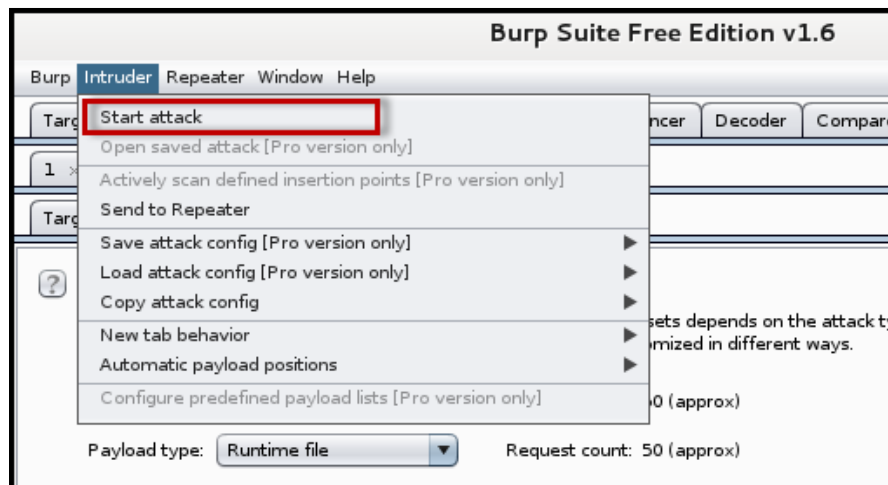 Burp Suite Free Edition v1.6
Burp Intruder Repeater Window Help
Start attack
Open saved attack [Pro version only]
Actively scan defined insertion points [Pro version only]
Send to Repeater
Save attack config [Pro version only]
Load attack config [Pro version only]
Copy attack config
New tab behavior
Automatic payload positions
Configure predefined payload lists [Pro version only]
Targ ncer Decoder Compar
1 ×
Targ
?
sets depends on the attack ty
omized in different ways.
0 (approx)
Payload type: Runtime file Request count: 50 (approx)